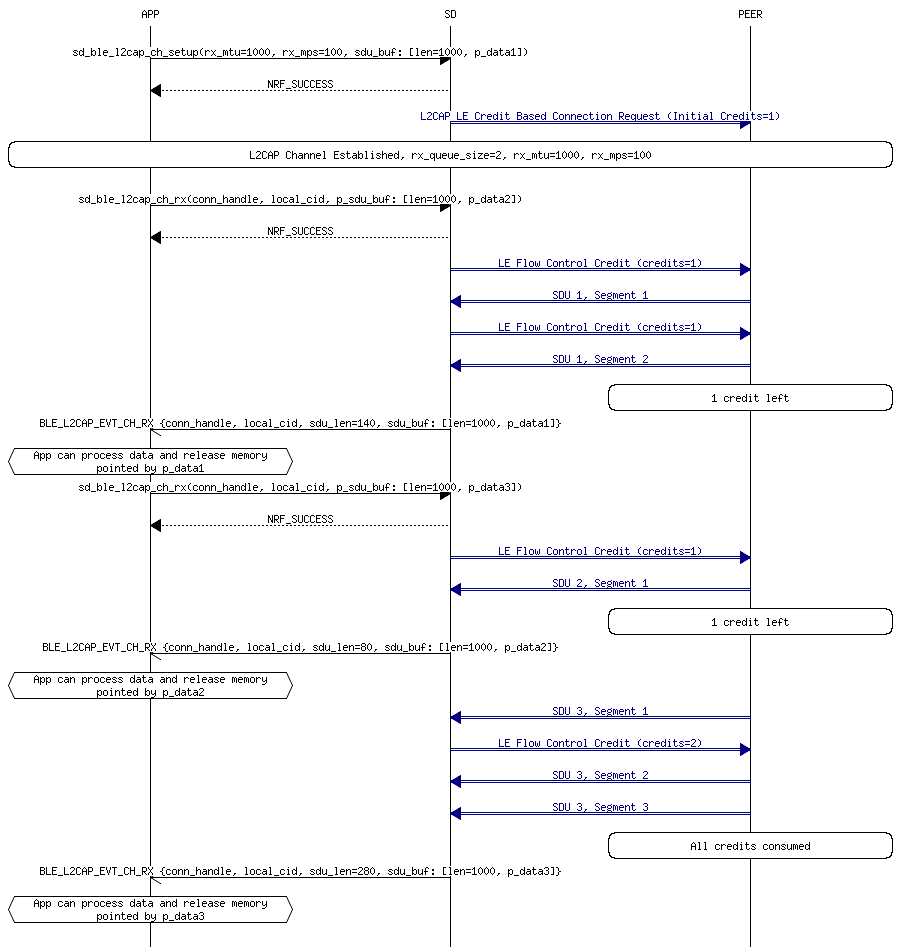 APP SD PEER
sd_ble_l2cap_ch_setup(rx_mtu=1000, rx_mps=100, sdu_buf: [len=1000, p_data1])
NRF_SUCCESS
L2CAP LE Credit Based Connection Request (Initial Credits=1)
L2CAP Channel Established, rx_queue_size=2, rx_mtu=1000, rx_mps=100
sd_ble_l2cap_ch_rx(conn_handle, local_cid, p_sdu_buf: [len=1000, p_data2])
NRF_SUCCESS
LE Flow Control Credit (credits=1)
SDU 1, Segment 1
LE Flow Control Credit (credits=1)
SDU 1, Segment 2
1 credit left
BLE_L2CAP_EVT_CH_RX {conn_handle, local_cid, sdu_len=140, sdu_buf: [len=1000, p_data1]}
App can process data and release memory
pointed by p_data1
sd_ble_l2cap_ch_rx(conn_handle, local_cid, p_sdu_buf: [len=1000, p_data3])
NRF_SUCCESS
LE Flow Control Credit (credits=1)
SDU 2, Segment 1
1 credit left
BLE_L2CAP_EVT_CH_RX {conn_handle, local_cid, sdu_len=80, sdu_buf: [len=1000, p_data2]}
App can process data and release memory
pointed by p_data2
SDU 3, Segment 1
LE Flow Control Credit (credits=2)
SDU 3, Segment 2
SDU 3, Segment 3
All credits consumed
BLE_L2CAP_EVT_CH_RX {conn_handle, local_cid, sdu_len=280, sdu_buf: [len=1000, p_data3]}
App can process data and release memory
pointed by p_data3